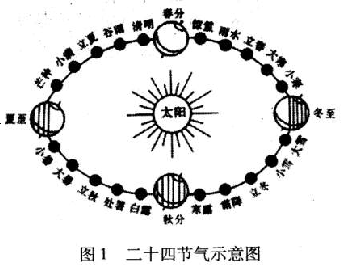 春分
清明
谷雨
立夏
小满
芒种
夏至
小暑
大暑
立秋
处暑
白露
秋分
寒露
霜降
立冬
小雪
大雪
冬至
小寒
大寒
立春
雨水
惊蛰
太阳
图1 二十四节气示意图